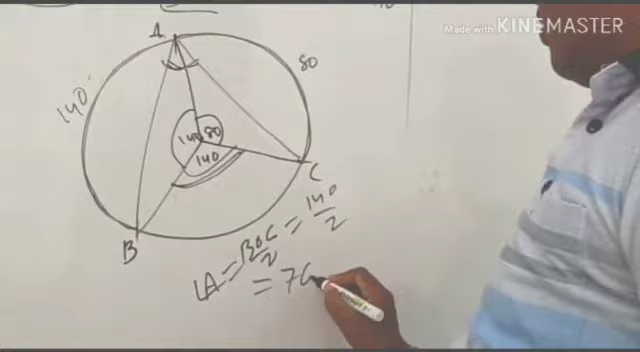 Made with KINEMASTER
A
80
140°
140 80
140
C
B
∠A = BOC/2 = 140/2
= 70